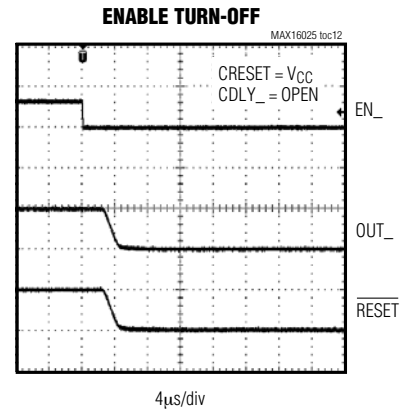 ENABLE TURN-OFF
MAX16025 toc12
CRESET = VCC
CDLY_ = OPEN
EN_
OUT_
RESET
4µs/div